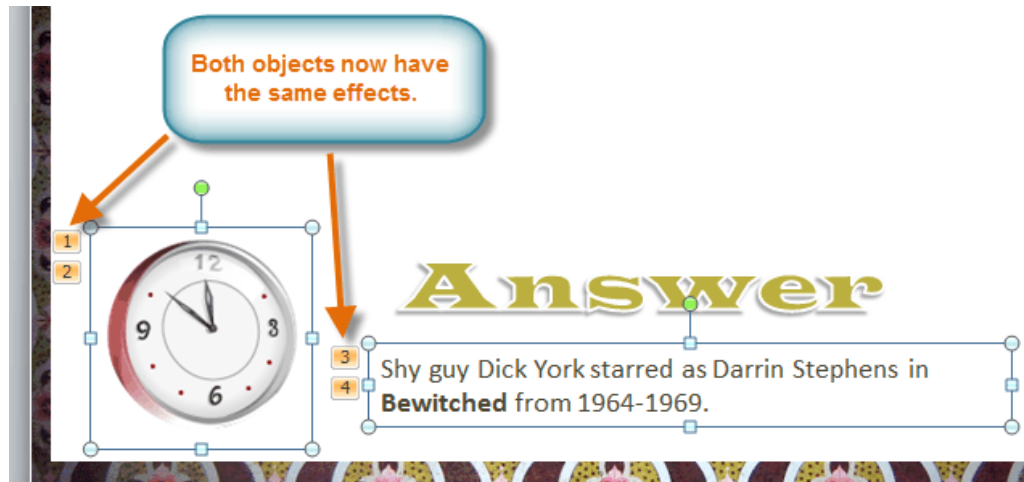 Both objects now have
the same effects.
1
2
12
9
3
6
Answer
3
4
Shy guy Dick York starred as Darrin Stephens in
Bewitched from 1964-1969.